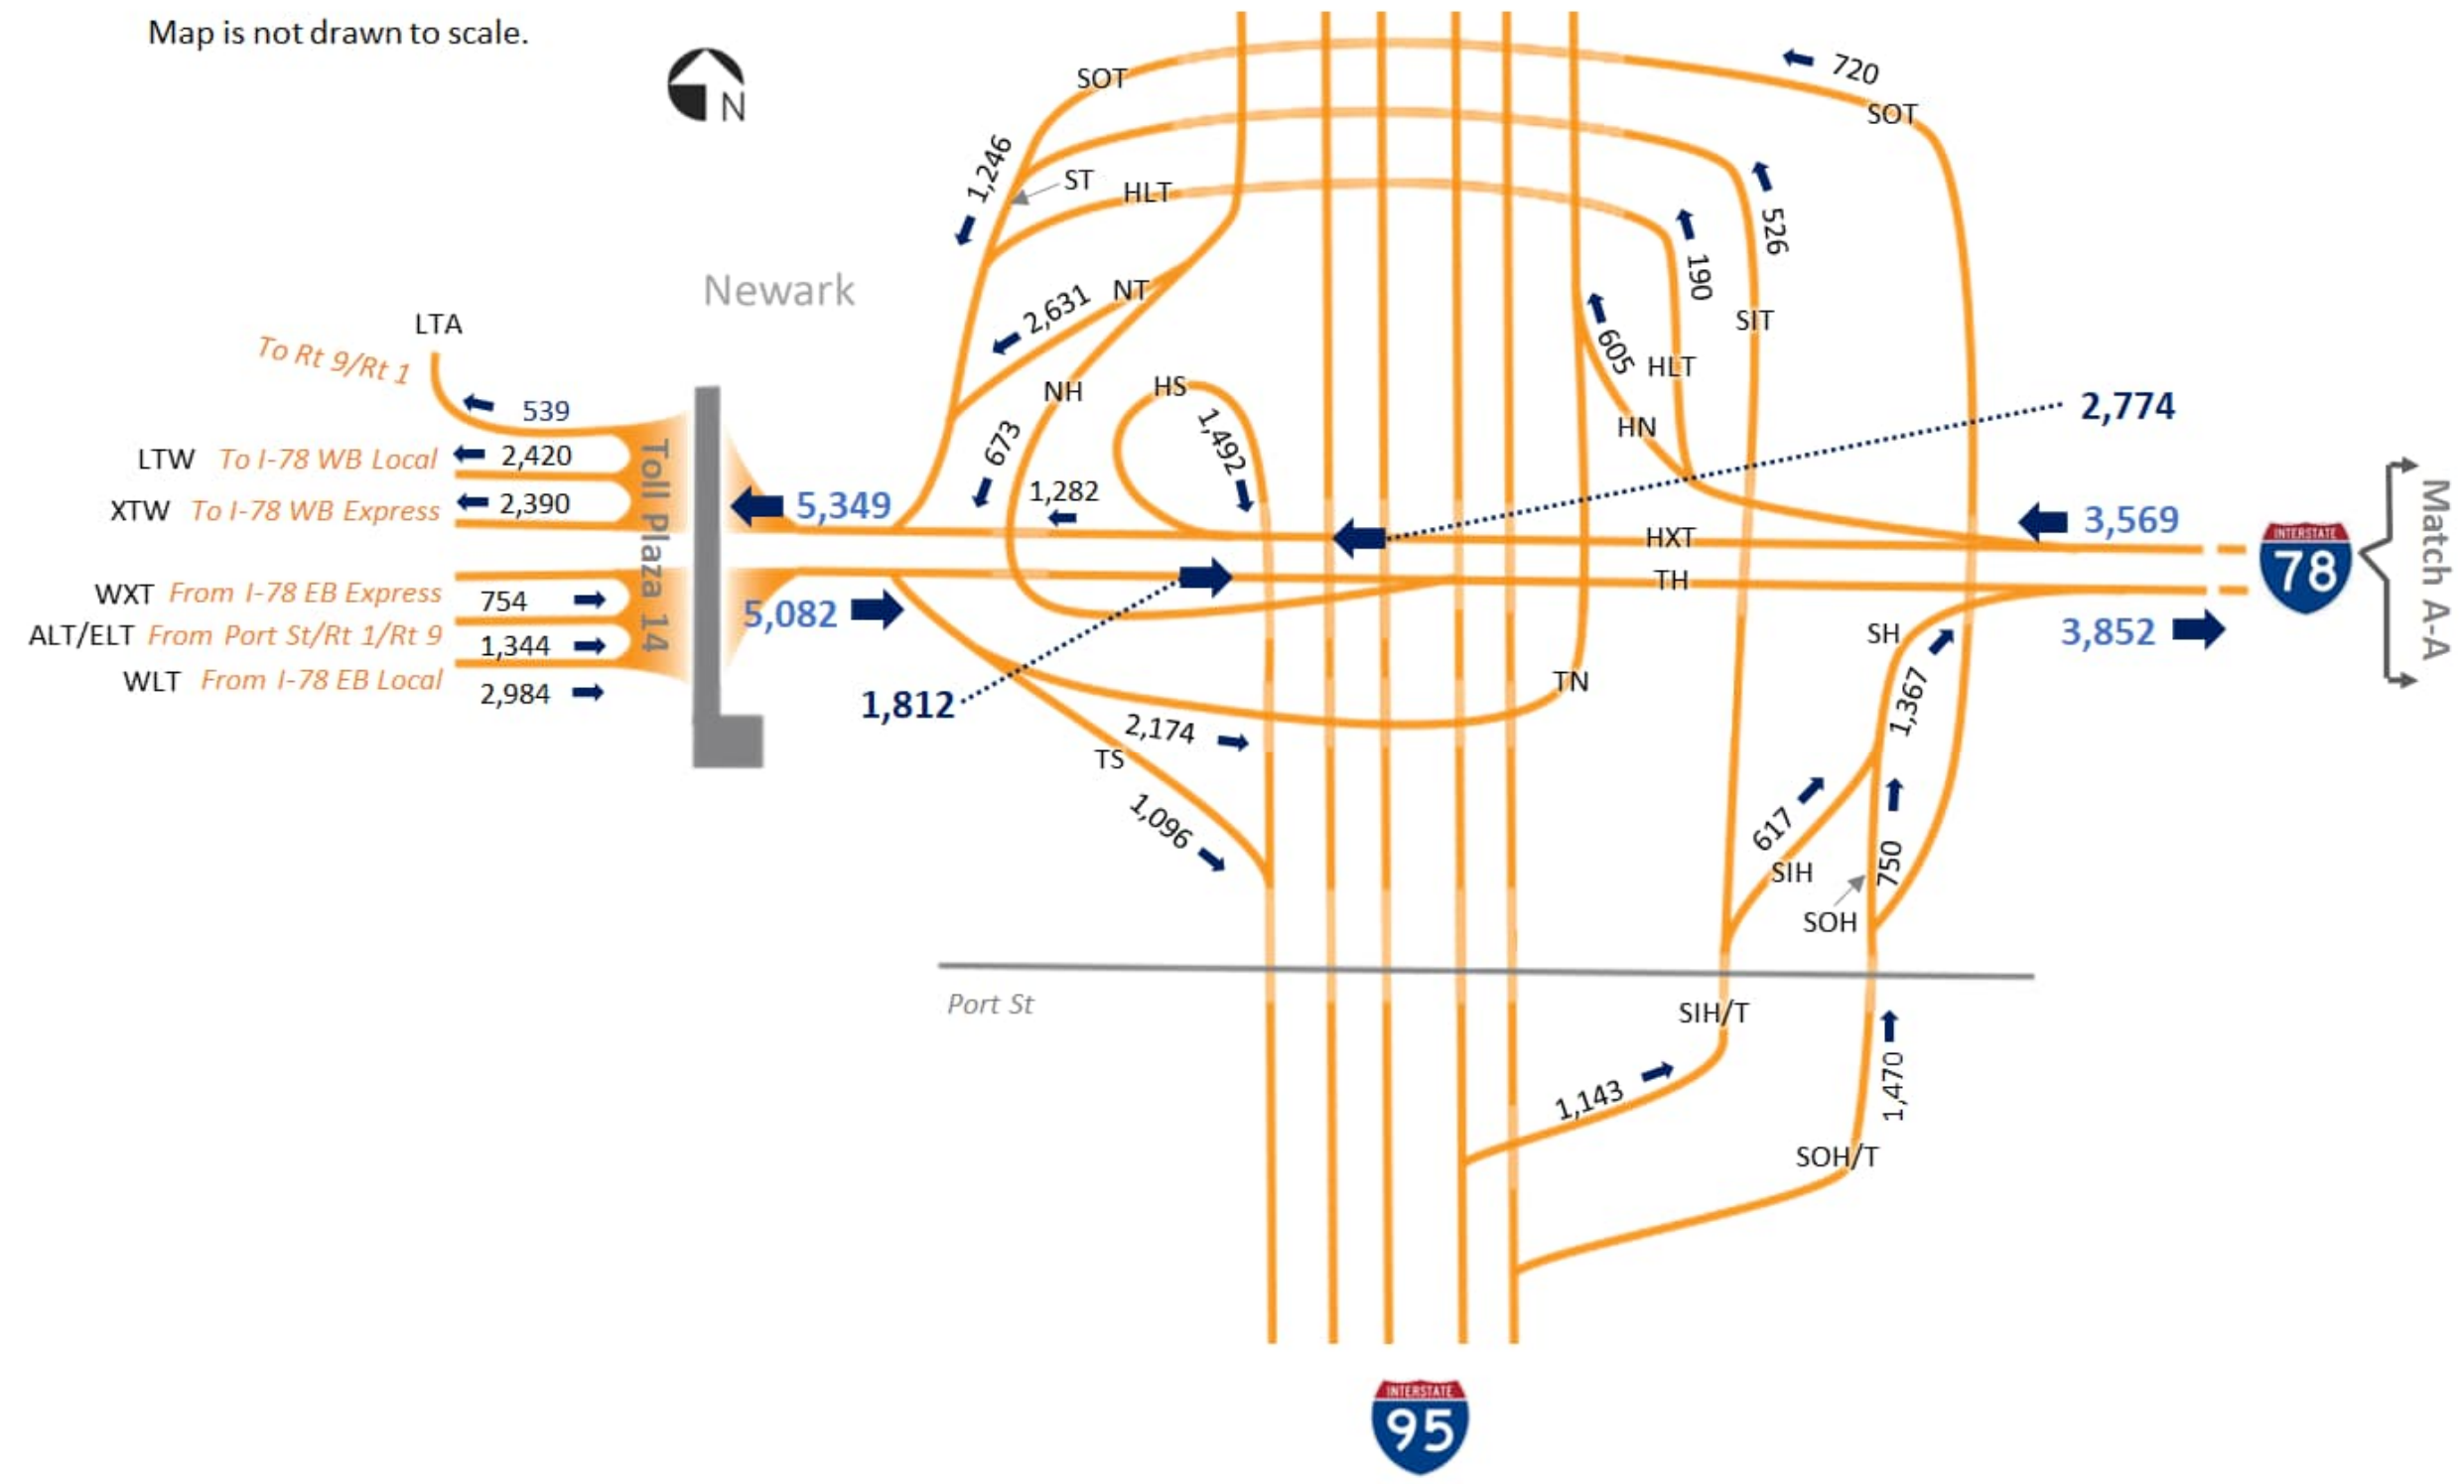 Map is not drawn to scale.
N
SOT
720
SOT
1,246
ST
HLT
526
Newark
190
2,631
NT
SIT
LTA
To Rt 9/Rt 1
605
HLT
NH
HS
2,774
539
1,492
HN
673
LTW To I-78 WB Local
2,420
1,282
XTW To I-78 WB Express
2,390
5,349
HXT
3,569
Toll Plaza 14
INTERSTATE
78
Match A-A
TH
WXT From I-78 EB Express
754
5,082
ALT/ELT From Port St/Rt 1/Rt 9
1,344
SH
3,852
WLT From I-78 EB Local
2,984
1,812
TN
1,367
2,174
TS
1,096
617
750
SIH
SOH
Port St
SIH/T
1,143
1,470
SOH/T
INTERSTATE
95